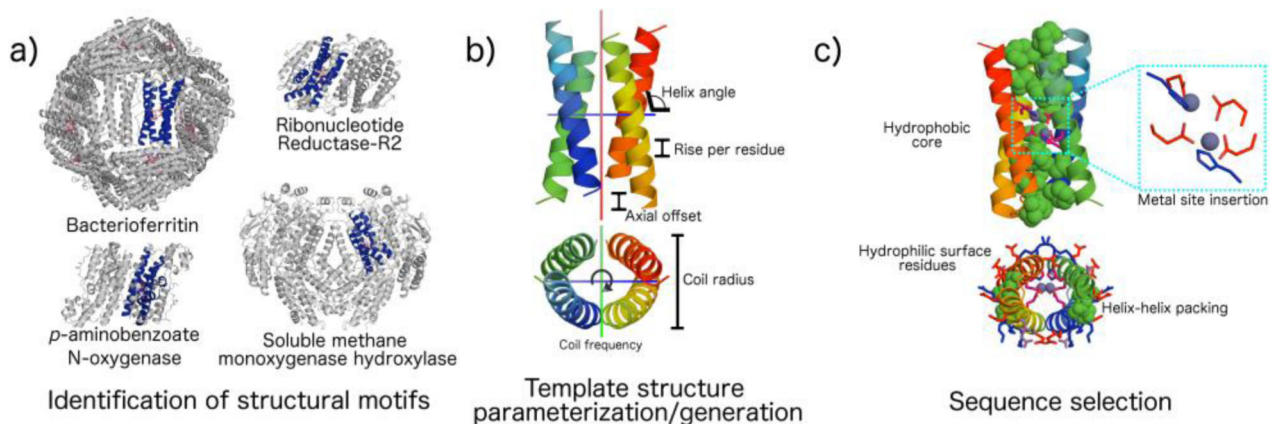 a)
Ribonucleotide
Reductase-R2
Bacterioferritin
p-aminobenzoate
N-oxygenase
Soluble methane
monoxygenase hydroxylase
Identification of structural motifs
b)
Helix angle
Rise per residue
Axial offset
Coil radius
Coil frequency
Template structure
parameterization/generation
c)
Hydrophobic
core
Metal site insertion
Hydrophilic surface
residues
Helix-helix packing
Sequence selection